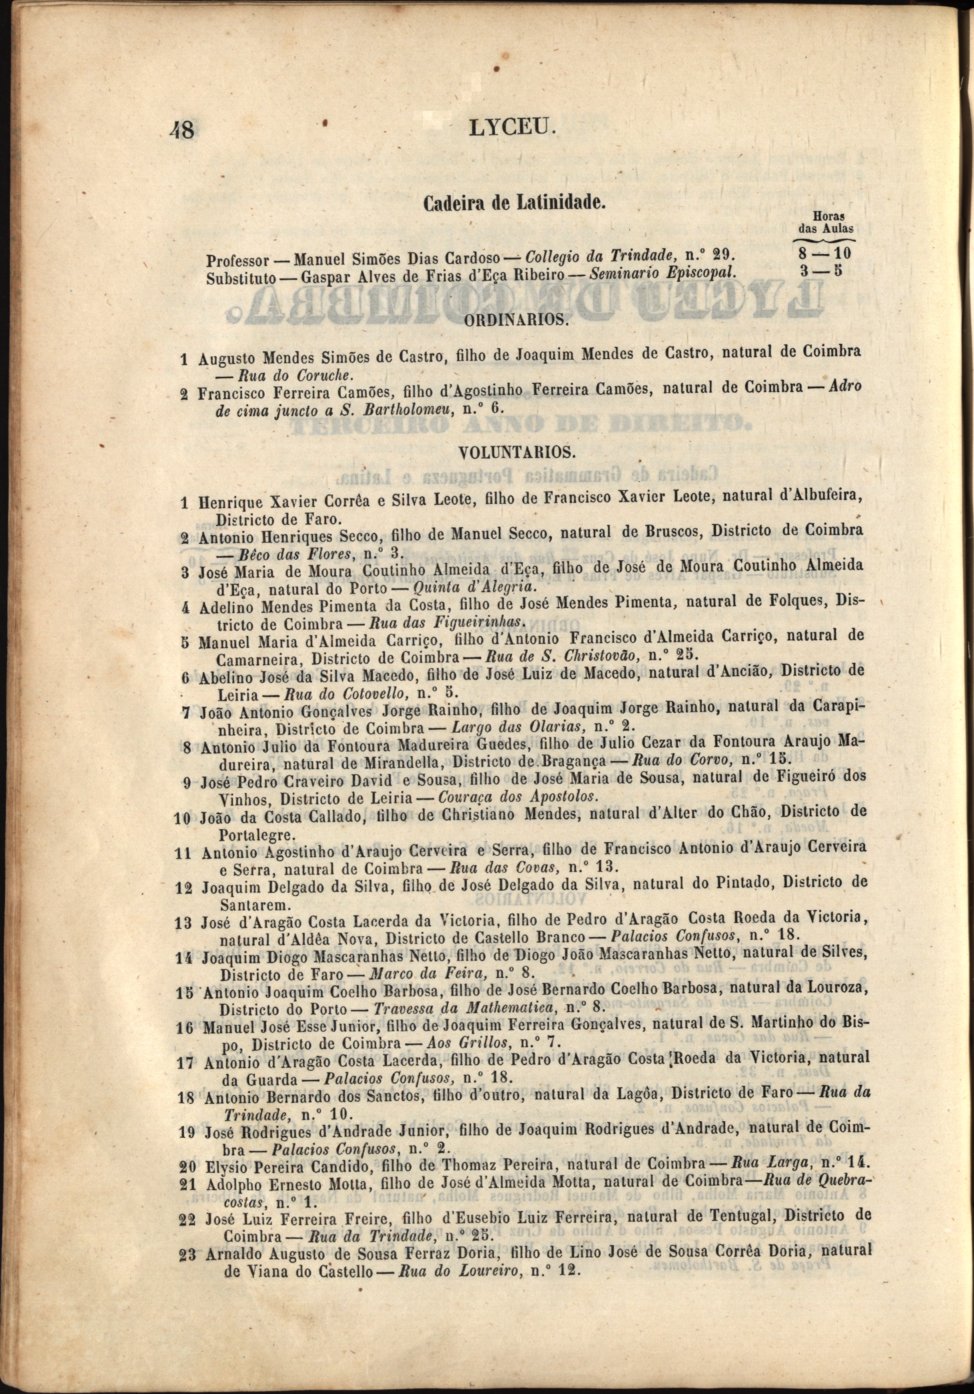 48
LYCEU.
Cadeira de Latinidade.
Horas
das Aulas
Professor — Manuel Simões Dias Cardoso — Collegio da Trindade, n.º 29. 8 — 10
Substituto — Gaspar Alves de Frias d'Eça Ribeiro — Seminario Episcopal. 3 — 5
ORDINARIOS.
1 Augusto Mendes Simões de Castro, filho de Joaquim Mendes de Castro, natural de Coimbra
— Rua do Coruche.
2 Francisco Ferreira Camões, filho d'Agostinho Ferreira Camões, natural de Coimbra — Adro
de cima juncto a S. Bartholomeu, n.º 6.
VOLUNTARIOS.
1 Henrique Xavier Corrêa e Silva Leote, filho de Francisco Xavier Leote, natural d'Albufeira,
Districto de Faro.
2 Antonio Henriques Secco, filho de Manuel Secco, natural de Bruscos, Districto de Coimbra
— Bêco das Flores, n.º 3.
3 José Maria de Moura Coutinho Almeida d'Eça, filho de José de Moura Coutinho Almeida
d'Eça, natural do Porto — Quinta d'Alegria.
4 Adelino Mendes Pimenta da Costa, filho de José Mendes Pimenta, natural de Folques, Dis-
tricto de Coimbra — Rua das Figueirinhas.
5 Manuel Maria d'Almeida Carriço, filho d'Antonio Francisco d'Almeida Carriço, natural de
Camarneira, Districto de Coimbra — Rua de S. Christovão, n.º 25.
6 Abelino José da Silva Macedo, filho de José Luiz de Macedo, natural d'Ancião, Districto de
Leiria — Rua do Cotovello, n.º 5.
7 João Antonio Gonçalves Jorge Rainho, filho de Joaquim Jorge Rainho, natural da Carapi-
nheira, Districto de Coimbra — Largo das Olarias, n.º 2.
8 Antonio Julio da Fontoura Madureira Guedes, filho de Julio Cezar da Fontoura Araujo Ma-
dureira, natural de Mirandella, Districto de Bragança — Rua do Corvo, n.º 15.
9 José Pedro Craveiro David e Sousa, filho de José Maria de Sousa, natural de Figueiró dos
Vinhos, Districto de Leiria — Couraça dos Apostolos.
10 João da Costa Callado, filho de Christiano Mendes, natural d'Alter do Chão, Districto de
Portalegre.
11 Antonio Agostinho d'Araujo Cerveira e Serra, filho de Francisco Antonio d'Araujo Cerveira
e Serra, natural de Coimbra — Rua das Covas, n.º 13.
12 Joaquim Delgado da Silva, filho de José Delgado da Silva, natural do Pintado, Districto de
Santarem.
13 José d'Aragão Costa Lacerda da Victoria, filho de Pedro d'Aragão Costa Roeda da Victoria,
natural d'Aldêa Nova, Districto de Castello Branco — Palacios Confusos, n.º 18.
14 Joaquim Diogo Mascaranhas Netto, filho de Diogo João Mascaranhas Netto, natural de Silves,
Districto de Faro — Marco da Feira, n.º 8.
15 Antonio Joaquim Coelho Barbosa, filho de José Bernardo Coelho Barbosa, natural da Louroza,
Districto do Porto — Travessa da Mathematica, n.º 8.
16 Manuel José Esse Junior, filho de Joaquim Ferreira Gonçalves, natural de S. Martinho do Bis-
po, Districto de Coimbra — Aos Grillos, n.º 7.
17 Antonio d'Aragão Costa Lacerda, filho de Pedro d'Aragão Costa Roeda da Victoria, natural
da Guarda — Palacios Confusos, n.º 18.
18 Antonio Bernardo dos Sanctos, filho d'outro, natural da Lagôa, Districto de Faro — Rua da
Trindade, n.º 10.
19 José Rodrigues d'Andrade Junior, filho de Joaquim Rodrigues d'Andrade, natural de Coim-
bra — Palacios Confusos, n.º 2.
20 Elysio Pereira Candido, filho de Thomaz Pereira, natural de Coimbra — Rua Larga, n.º 14.
21 Adolpho Ernesto Motta, filho de José d'Almeida Motta, natural de Coimbra — Rua de Quebra-
costas, n.º 1.
22 José Luiz Ferreira Freire, filho d'Eusebio Luiz Ferreira, natural de Tentugal, Districto de
Coimbra — Rua da Trindade, n.º 25.
23 Arnaldo Augusto de Sousa Ferraz Doria, filho de Lino José de Sousa Corrêa Doria, natural
de Viana do Castello — Rua do Loureiro, n.º 12.